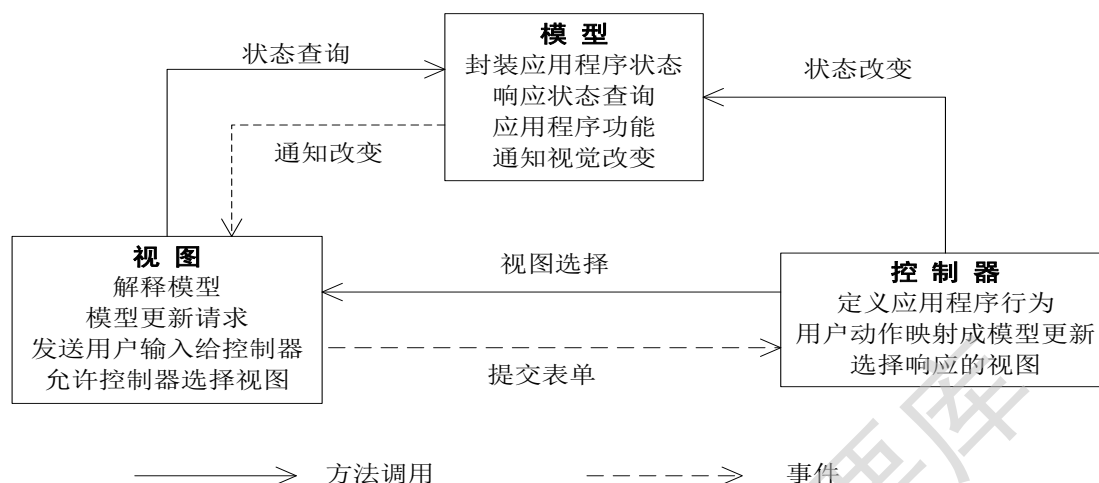 模 型
封装应用程序状态
响应状态查询
应用程序功能
通知视觉改变
状态查询
状态改变
通知改变
视 图
解释模型
模型更新请求
发送用户输入给控制器
允许控制器选择视图
视图选择
提交表单
控 制 器
定义应用程序行为
用户动作映射成模型更新
选择响应的视图
方法调用
事件